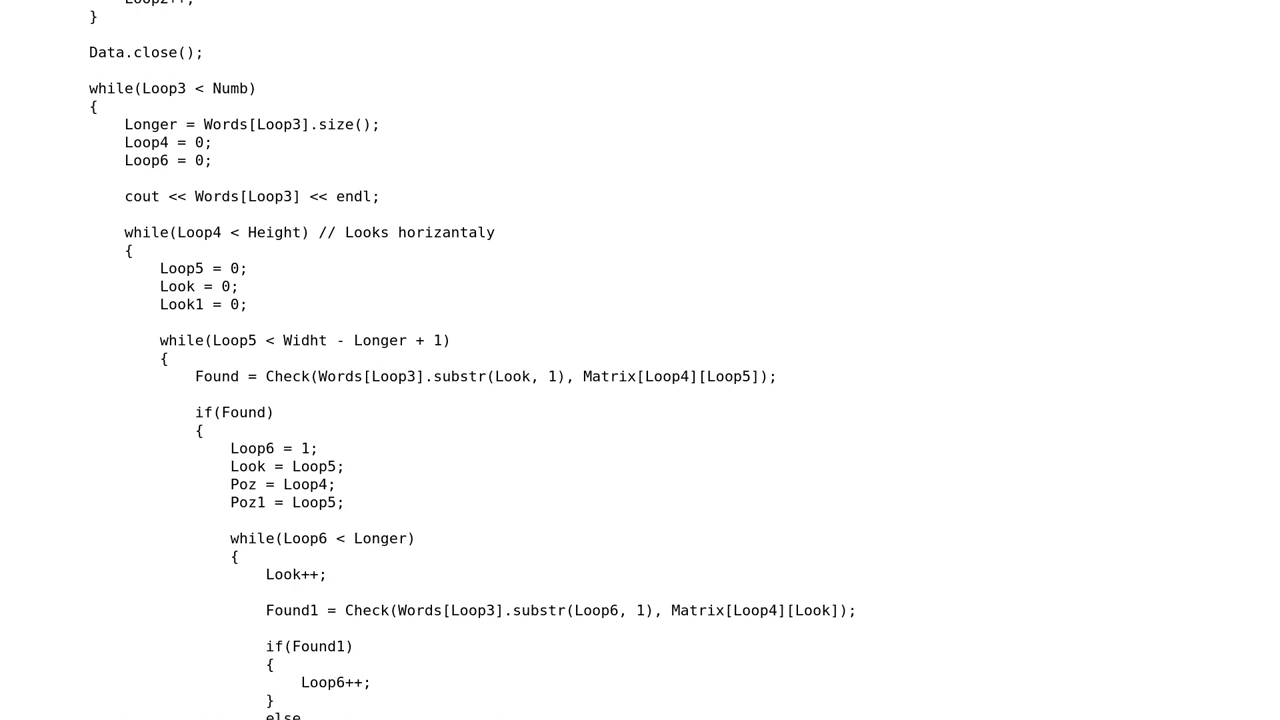 Loop2++;
}
Data.close();
while(Loop3 < Numb)
{
Longer = Words[Loop3].size();
Loop4 = 0;
Loop6 = 0;
cout << Words[Loop3] << endl;
while(Loop4 < Height) // Looks horizantaly
{
Loop5 = 0;
Look = 0;
Look1 = 0;
while(Loop5 < Widht - Longer + 1)
{
Found = Check(Words[Loop3].substr(Look, 1), Matrix[Loop4][Loop5]);
if(Found)
{
Loop6 = 1;
Look = Loop5;
Poz = Loop4;
Poz1 = Loop5;
while(Loop6 < Longer)
{
Look++;
Found1 = Check(Words[Loop3].substr(Loop6, 1), Matrix[Loop4][Look]);
if(Found1)
{
Loop6++;
}
else